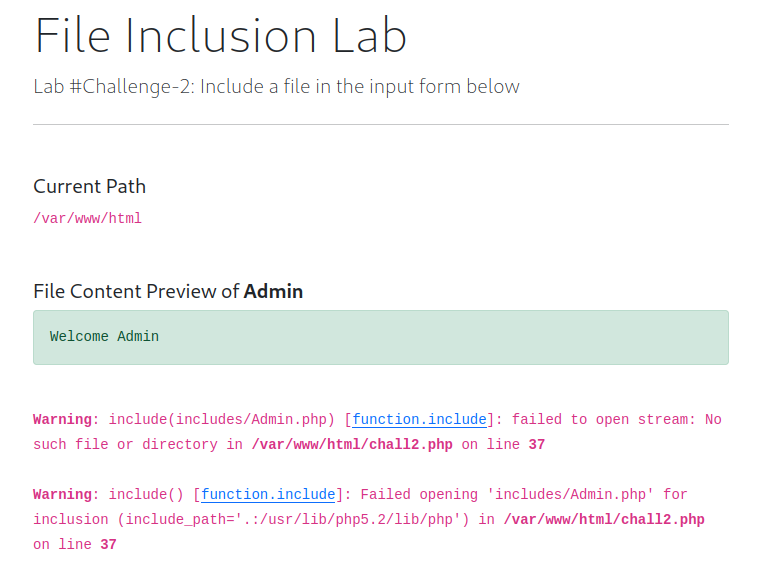 File Inclusion Lab
Lab #Challenge-2: Include a file in the input form below
Current Path
/var/www/html
File Content Preview of Admin
Welcome Admin
Warning: include(includes/Admin.php) [function.include]: failed to open stream: No
such file or directory in /var/www/html/chall2.php on line 37
Warning: include() [function.include]: Failed opening 'includes/Admin.php' for
inclusion (include_path='.:/usr/lib/php5.2/lib/php') in /var/www/html/chall2.php
on line 37